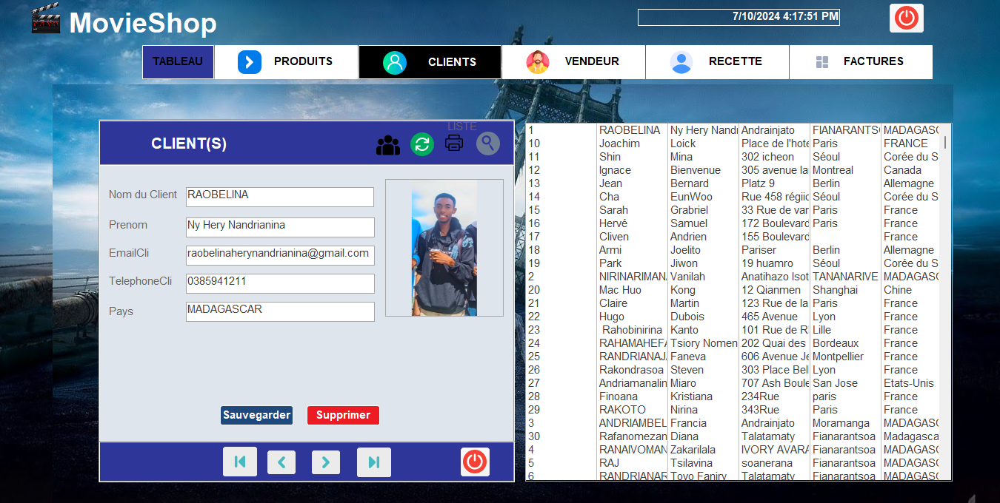 MovieShop
7/10/2024 4:17:51 PM
TABLEAU PRODUITS CLIENTS VENDEUR RECETTE FACTURES
LISTE
CLIENT(S)
Nom du Client RAOBELINA
Prenom Ny Hery Nandrianina
EmailCli raobelinaherynandrianina@gmail.com
TelephoneCli 0385941211
Pays MADAGASCAR
Sauvegarder Supprimer
1 RAOBELINA Ny Hery Nandi Andrainjato FIANARANTS MADAGASC
10 Joachim Loick Place de l'hote Paris FRANCE
11 Shin Mina 302 icheon Séoul Corée du S
12 Ignace Bienvenue 305 avenue la Montreal Canada
13 Jean Bernard Platz 9 Berlin Allemagne
14 Cha EunWoo Rue 458 régiо Séoul Corée du S
15 Sarah Grabriel 33 Rue de var Paris France
16 Hervé Samuel 172 Boulevard Paris France
17 Cliven Andrien 155 Boulevard France
18 Armi Joelito Pariser Berlin Allemagne
19 Park Jiwon 19 huamro Séoul Corée du S
2 NIRINARIMAN Vanilah Anatihazo Isot TANANARIVE MADAGASC
20 Mac Huo Kong 12 Qianmen Shanghai Chine
21 Claire Martin 123 Rue de la Paris France
22 Hugo Dubois 465 Avenue Lyon France
23 Rahobinirina Kanto 101 Rue de R Lille France
24 RAHAMAHEFA Tsiory Nomen 202 Quai des Bordeaux France
25 RANDRIANAJ Faneva 606 Avenue Je Montpellier France
26 Rakondrasoa Steven 303 Place Bel Lyon France
27 Andriamanalin Miaro 707 Ash Boule San Jose Etats-Unis
28 Finoana Kristiana 234Rue paris France
29 RAKOTO Nirina 343Rue Paris France
3 ANDRIAMBEL Francia Andrainjato Moramanga MADAGASC
30 Rafanomezan Diana Talatamaty Fianarantsoa Madagasca
4 RANAIVOMAN Zakarilala IVORY AVARA Fianarantsoa MADAGASC
5 RAJ Tsilavina soanerana Fianarantsoa MADAGASC
6 RANDRIANAR Toyo Faniry Talatamaty Fianarantsoa MADAGASC